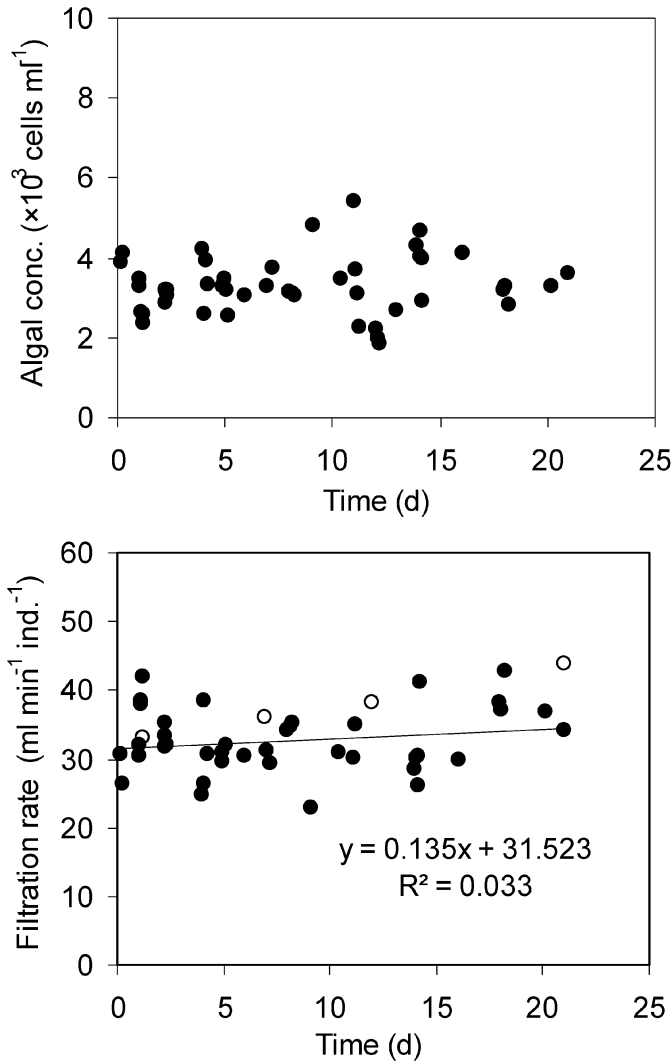 Algal conc. (×10³ cells ml⁻¹)
10
8
6
4
2
0
0 5 10 15 20 25
Time (d)
Filtration rate (ml min⁻¹ ind.⁻¹)
60
50
40
30
20
10
0
y = 0.135x + 31.523
R² = 0.033
0 5 10 15 20 25
Time (d)